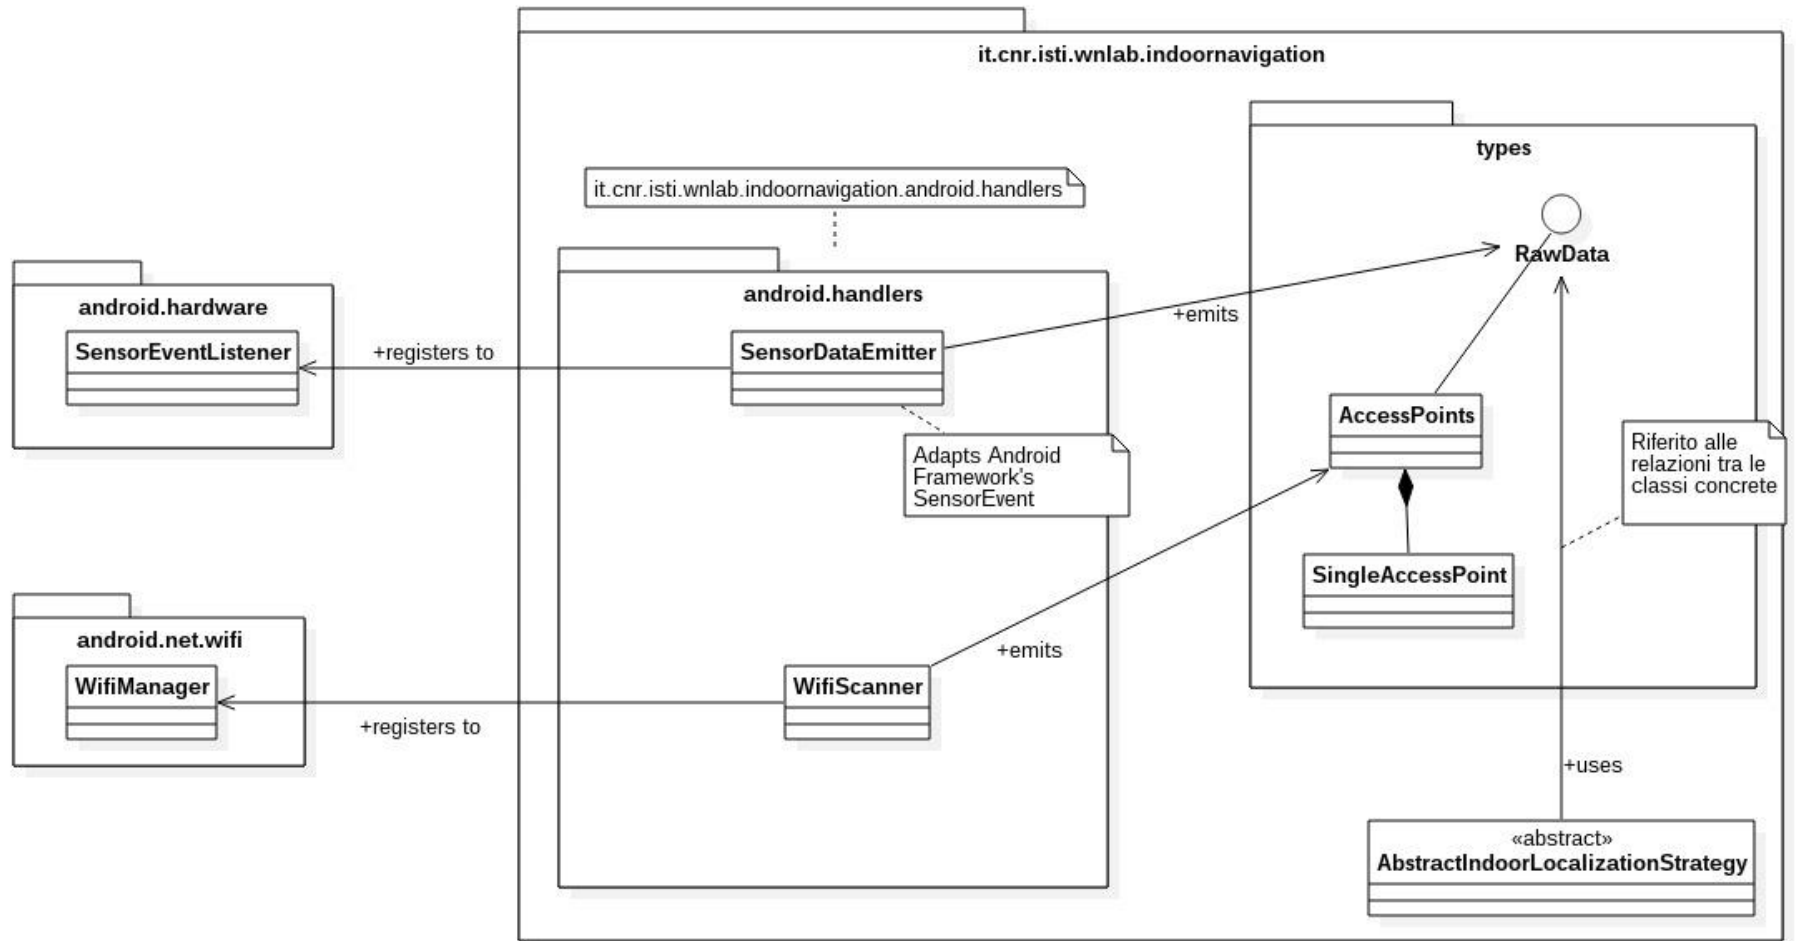 it.cnr.isti.wnlab.indoornavigation
types
it.cnr.isti.wnlab.indoornavigation.android.handlers
RawData
android.hardware
SensorEventListener
+registers to
android.handlers
SensorDataEmitter
+emits
Adapts Android
Framework's
SensorEvent
AccessPoints
Riferito alle
relazioni tra le
classi concrete
SingleAccessPoint
android.net.wifi
WifiManager
+registers to
WifiScanner
+emits
+uses
«abstract»
AbstractIndoorLocalizationStrategy